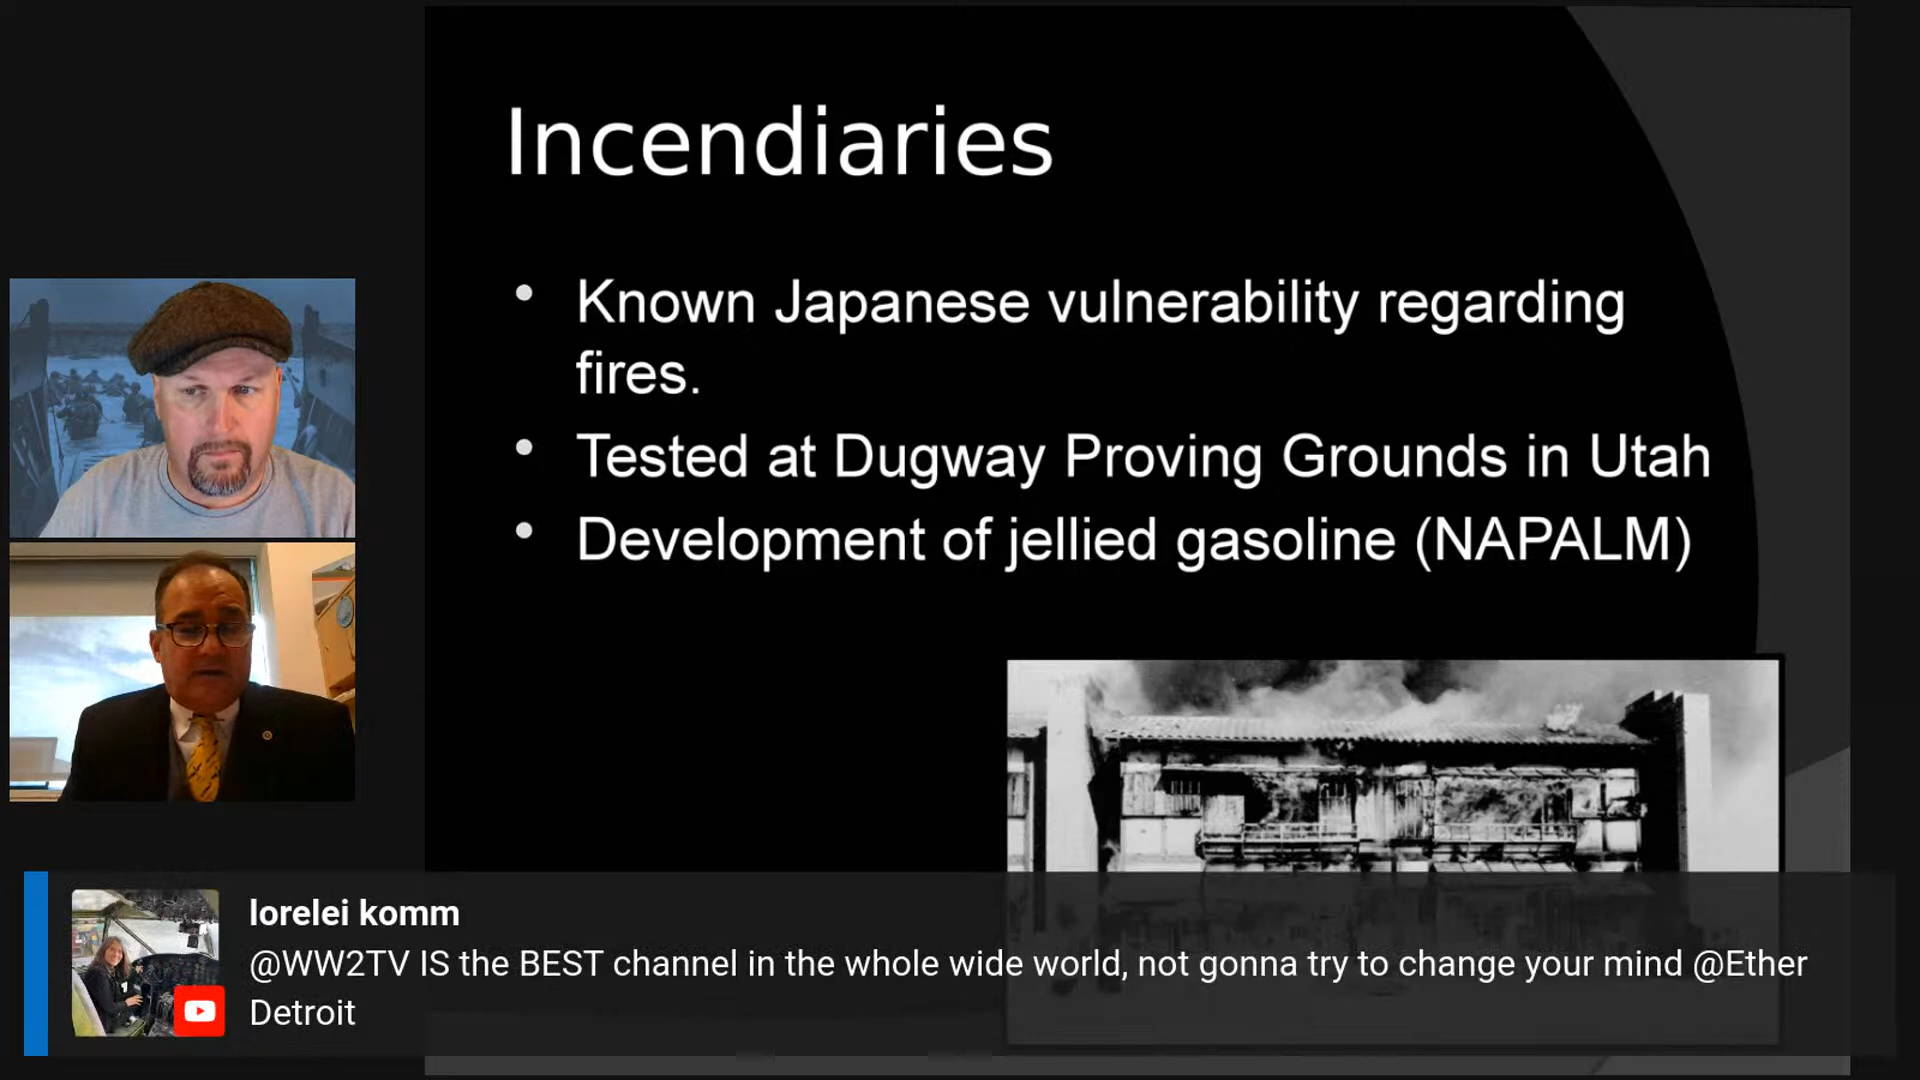 Incendiaries
• Known Japanese vulnerability regarding
fires.
• Tested at Dugway Proving Grounds in Utah
• Development of jellied gasoline (NAPALM)
lorelei komm
@WW2TV IS the BEST channel in the whole wide world, not gonna try to change your mind @Ether
Detroit